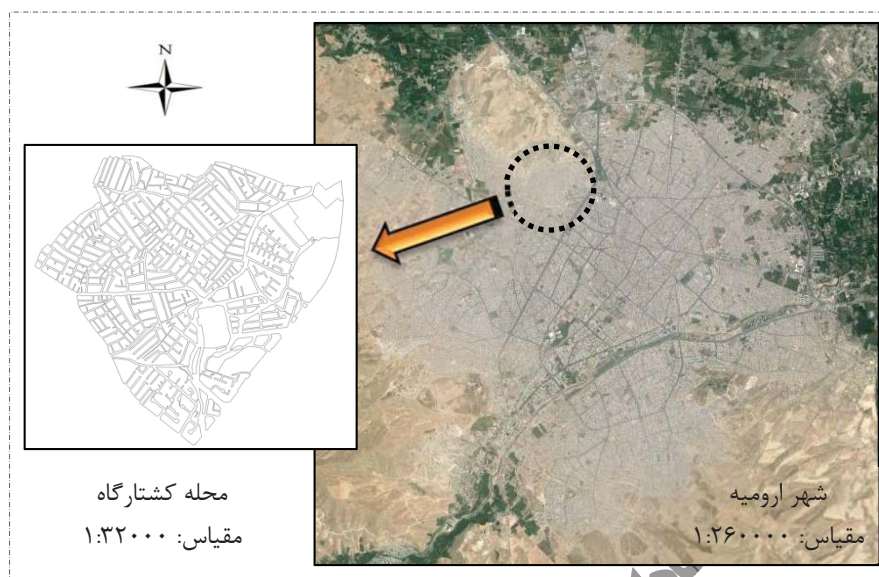 N
شهر ارومیه
مقیاس: ۱:۲۶۰۰۰۰
محله کشتارگاه
مقیاس: ۱:۳۲۰۰۰